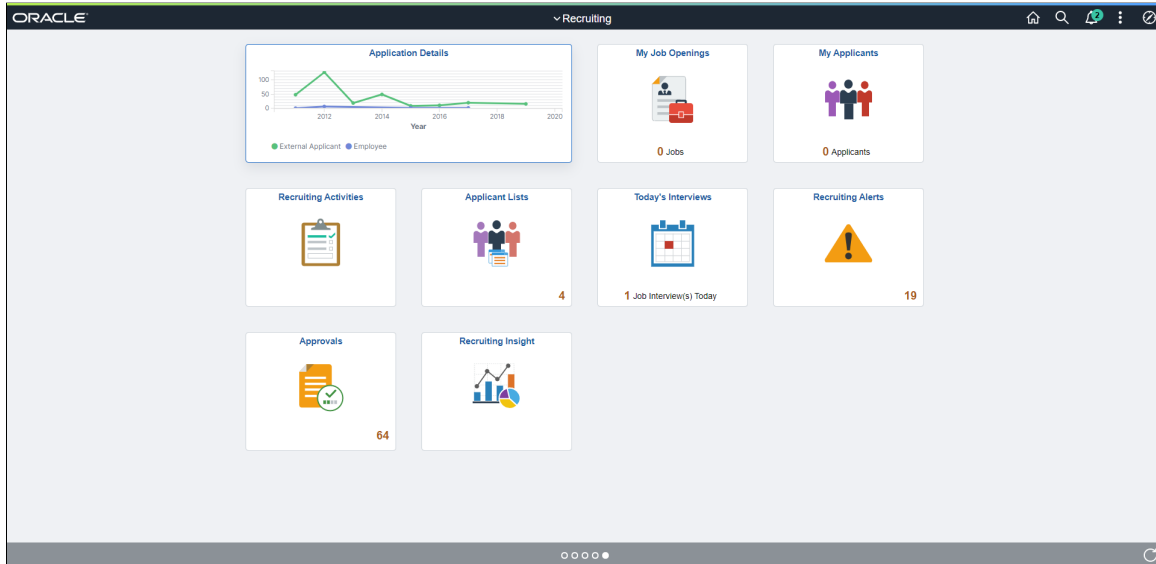 ORACLE
Recruiting
2
Application Details
100
50
0
2012 2014 2016 2018 2020
Year
External Applicant Employee
My Job Openings
0 Jobs
My Applicants
0 Applicants
Recruiting Activities
Applicant Lists
4
Today's Interviews
1 Job Interview(s) Today
Recruiting Alerts
19
Approvals
64
Recruiting Insight